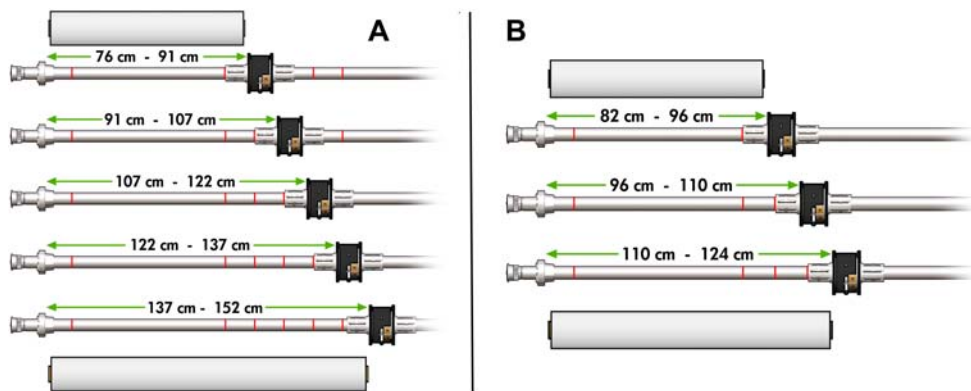 A
76 cm - 91 cm
91 cm - 107 cm
107 cm - 122 cm
122 cm - 137 cm
137 cm - 152 cm
B
82 cm - 96 cm
96 cm - 110 cm
110 cm - 124 cm